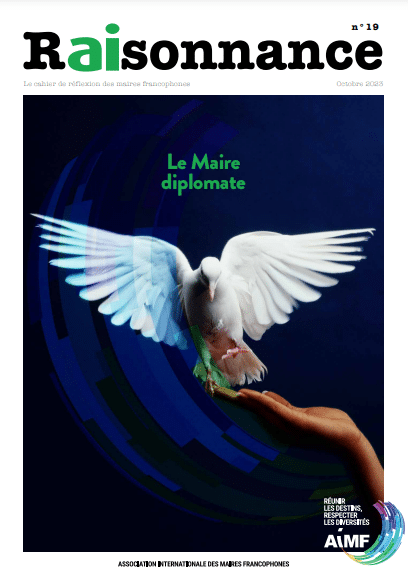 n° 19
Raisonnance
Le cahier de réflexion des maires francophones
Octobre 2023
Le Maire
diplomate
RÉUNIR
LES DESTINS,
RESPECTER
LES DIVERSITÉS
AIMF
ASSOCIATION INTERNATIONALE DES MAIRES FRANCOPHONES